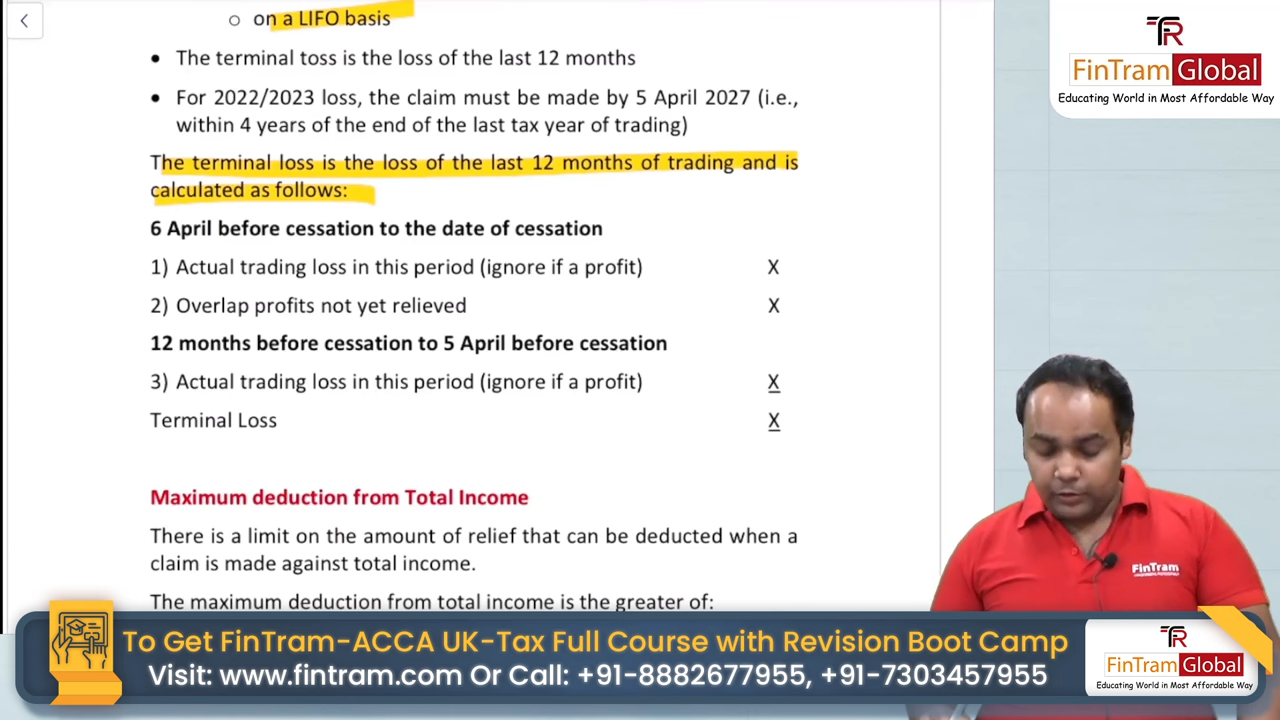 on a LIFO basis
The terminal toss is the loss of the last 12 months
For 2022/2023 loss, the claim must be made by 5 April 2027 (i.e.,
within 4 years of the end of the last tax year of trading)
The terminal loss is the loss of the last 12 months of trading and is
calculated as follows:
6 April before cessation to the date of cessation
1) Actual trading loss in this period (ignore if a profit) X
2) Overlap profits not yet relieved X
12 months before cessation to 5 April before cessation
3) Actual trading loss in this period (ignore if a profit) X
Terminal Loss X
Maximum deduction from Total Income
There is a limit on the amount of relief that can be deducted when a
claim is made against total income.
The maximum deduction from total income is the greater of:
FR
FinTram Global
Educating World in Most Affordable Way
FinTram
To Get FinTram-ACCA UK-Tax Full Course with Revision Boot Camp
Visit: www.fintram.com Or Call: +91-8882677955, +91-7303457955
FR
FinTram Global
Educating World in Most Affordable Way